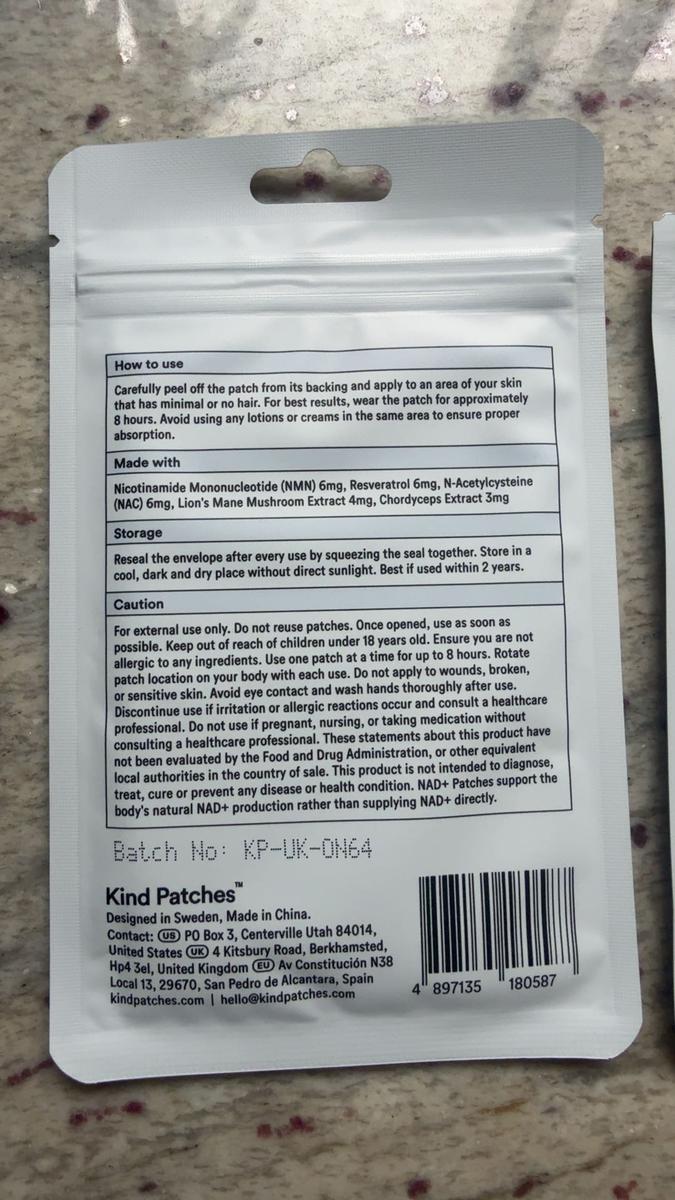 How to use
Carefully peel off the patch from its backing and apply to an area of your skin
that has minimal or no hair. For best results, wear the patch for approximately
8 hours. Avoid using any lotions or creams in the same area to ensure proper
absorption.
Made with
Nicotinamide Mononucleotide (NMN) 6mg, Resveratrol 6mg, N-Acetylcysteine
(NAC) 6mg, Lion's Mane Mushroom Extract 4mg, Chordyceps Extract 3mg
Storage
Reseal the envelope after every use by squeezing the seal together. Store in a
cool, dark and dry place without direct sunlight. Best if used within 2 years.
Caution
For external use only. Do not reuse patches. Once opened, use as soon as
possible. Keep out of reach of children under 18 years old. Ensure you are not
allergic to any ingredients. Use one patch at a time for up to 8 hours. Rotate
patch location on your body with each use. Do not apply to wounds, broken,
or sensitive skin. Avoid eye contact and wash hands thoroughly after use.
Discontinue use if irritation or allergic reactions occur and consult a healthcare
professional. Do not use if pregnant, nursing, or taking medication without
consulting a healthcare professional. These statements about this product have
not been evaluated by the Food and Drug Administration, or other equivalent
local authorities in the country of sale. This product is not intended to diagnose,
treat, cure or prevent any disease or health condition. NAD+ Patches support the
body's natural NAD+ production rather than supplying NAD+ directly.
Batch No: KP-UK-ON64
Kind Patches™
Designed in Sweden, Made in China.
Contact: US PO Box 3, Centerville Utah 84014,
United States UK 4 Kitsbury Road, Berkhamsted,
Hp4 3el, United Kingdom EU Av Constitución N38
Local 13, 29670, San Pedro de Alcantara, Spain
kindpatches.com | hello@kindpatches.com
4 897135 180587